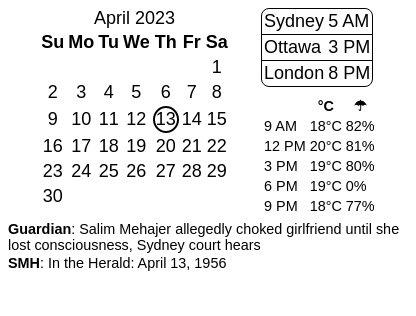 April 2023
Su Mo Tu We Th Fr Sa
1
2 3 4 5 6 7 8
9 10 11 12 13 14 15
16 17 18 19 20 21 22
23 24 25 26 27 28 29
30
Sydney 5 AM
Ottawa 3 PM
London 8 PM
°C ☂
9 AM 18°C 82%
12 PM 20°C 81%
3 PM 19°C 80%
6 PM 19°C 0%
9 PM 18°C 77%
Guardian: Salim Mehajer allegedly choked girlfriend until she
lost consciousness, Sydney court hears
SMH: In the Herald: April 13, 1956